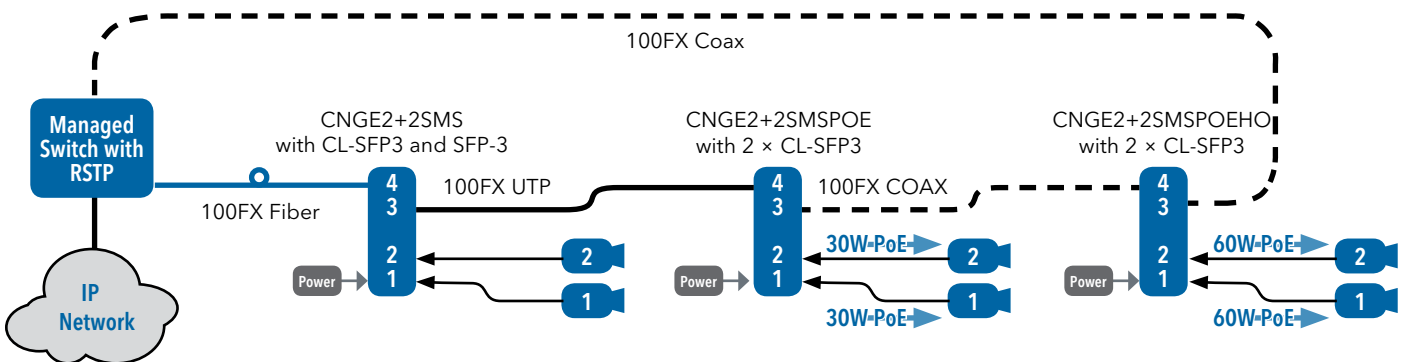 100FX Coax
Managed
Switch with
RSTP
CNGE2+2SMS
with CL-SFP3 and SFP-3
CNGE2+2SMSPOE
with 2 × CL-SFP3
CNGE2+2SMSPOEHO
with 2 × CL-SFP3
100FX Fiber
4
3
2
1
100FX UTP
4
3
2
1
100FX COAX
4
3
2
1
Power
2
1
Power
30W-PoE
2
30W-PoE
1
Power
60W-PoE
2
60W-PoE
1
IP
Network